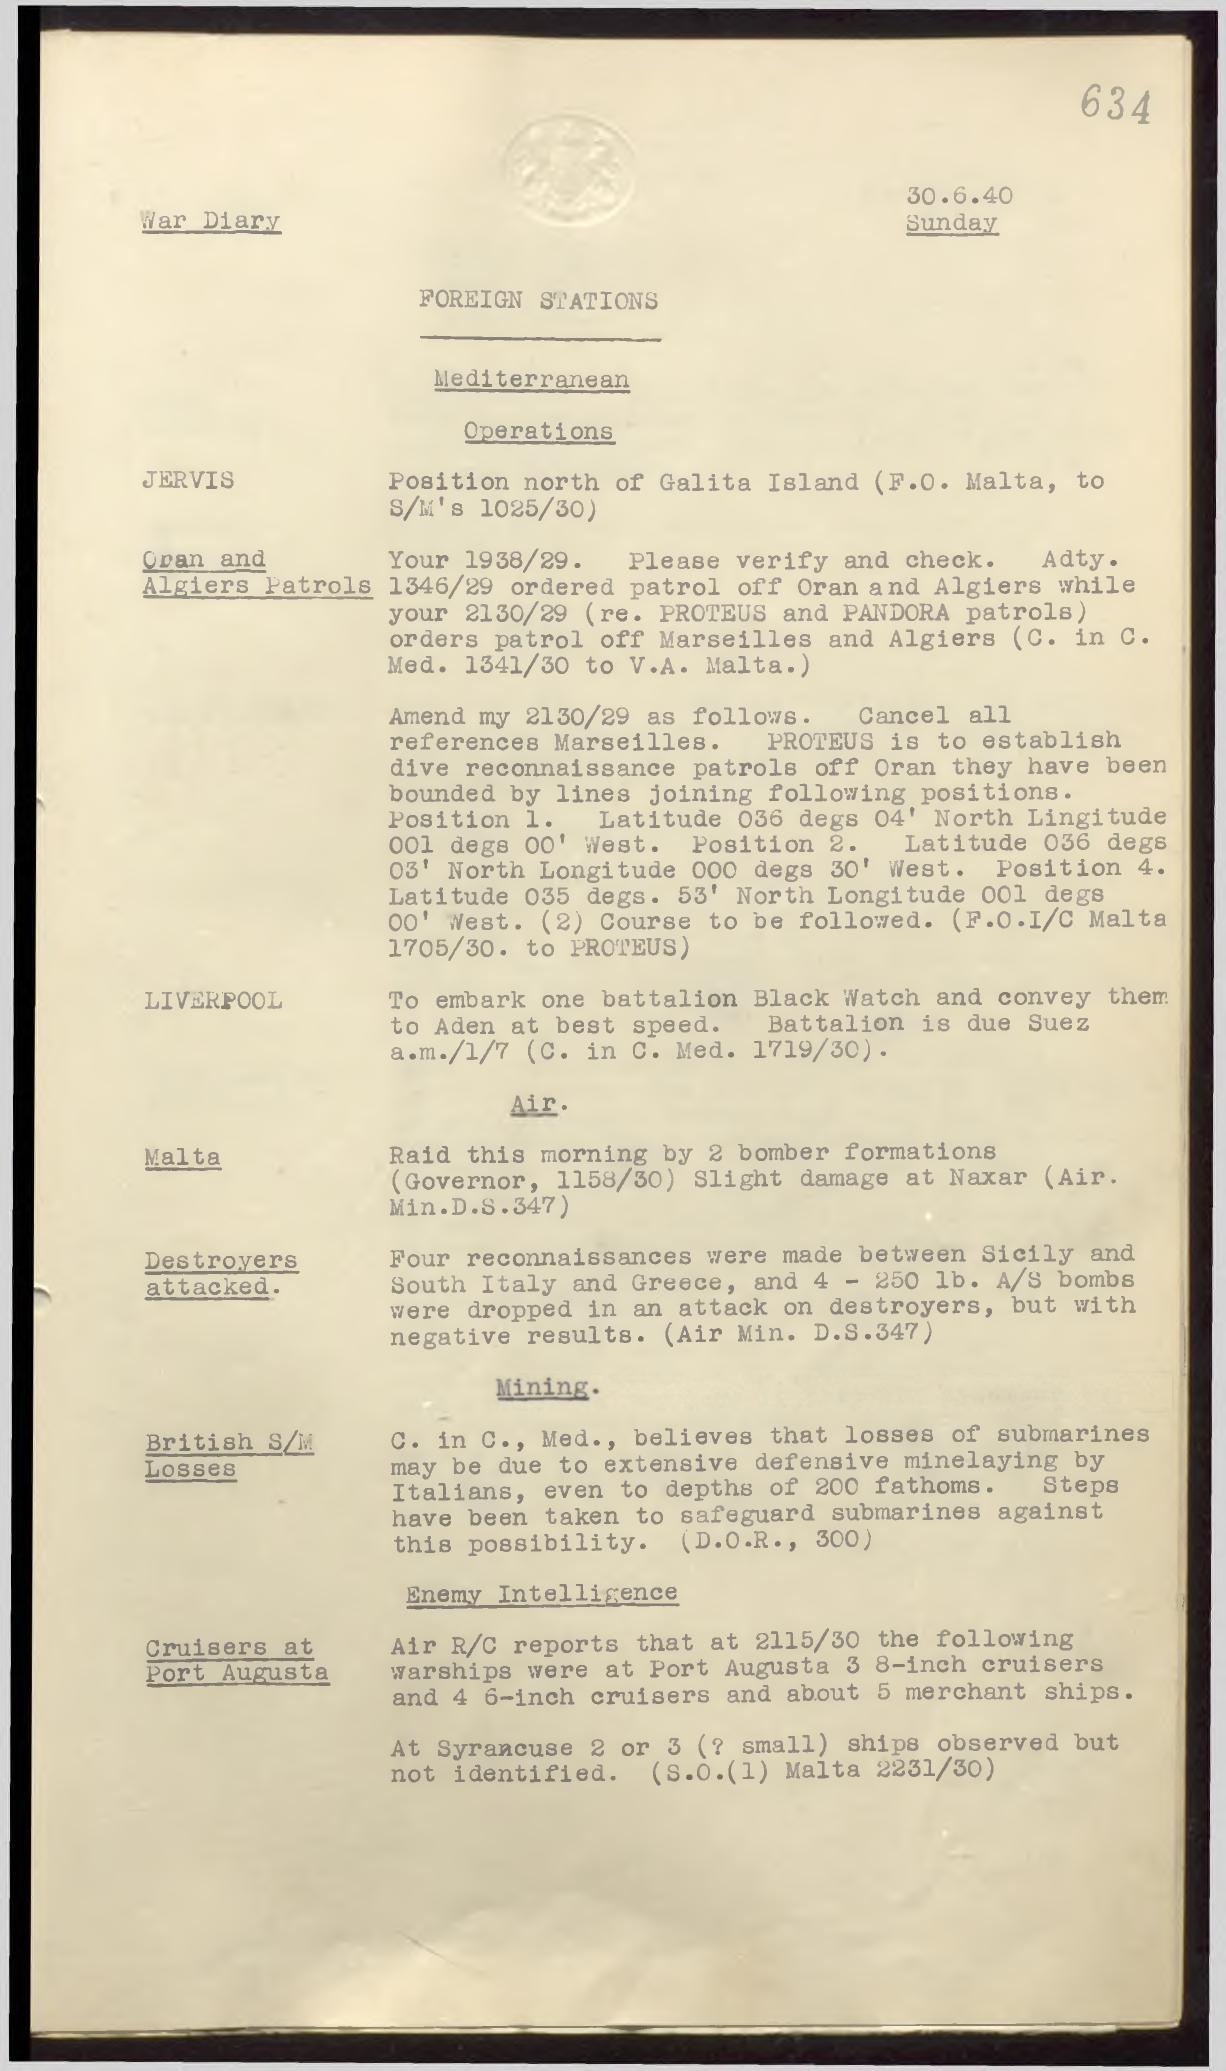 634
30.6.40
War Diary
Sunday
FOREIGN STATIONS
Mediterranean
Operations
JERVIS Position north of Galita Island (F.O. Malta, to
S/M's 1025/30)
Oran and Your 1938/29. Please verify and check. Adty.
Algiers Patrols 1346/29 ordered patrol off Oran and Algiers while
your 2130/29 (re. PROTEUS and PANDORA patrols)
orders patrol off Marseilles and Algiers (C. in C.
Med. 1341/30 to V.A. Malta.)
Amend my 2130/29 as follows. Cancel all
references Marseilles. PROTEUS is to establish
dive reconnaissance patrols off Oran they have been
bounded by lines joining following positions.
Position 1. Latitude 036 degs 04' North Lingitude
001 degs 00' West. Position 2. Latitude 036 degs
03' North Longitude 000 degs 30' West. Position 4.
Latitude 035 degs. 53' North Longitude 001 degs
00' West. (2) Course to be followed. (F.O.I/C Malta
1705/30. to PROTEUS)
LIVERPOOL To embark one battalion Black Watch and convey them
to Aden at best speed. Battalion is due Suez
a.m./1/7 (C. in C. Med. 1719/30).
Air.
Malta Raid this morning by 2 bomber formations
(Governor, 1158/30) Slight damage at Naxar (Air.
Min.D.S.347)
Destroyers Four reconnaissances were made between Sicily and
attacked. South Italy and Greece, and 4 - 250 lb. A/S bombs
were dropped in an attack on destroyers, but with
negative results. (Air Min. D.S.347)
Mining.
British S/M C. in C., Med., believes that losses of submarines
Losses may be due to extensive defensive minelaying by
Italians, even to depths of 200 fathoms. Steps
have been taken to safeguard submarines against
this possibility. (D.O.R., 300)
Enemy Intelligence
Cruisers at Air R/C reports that at 2115/30 the following
Port Augusta warships were at Port Augusta 3 8-inch cruisers
and 4 6-inch cruisers and about 5 merchant ships.
At Syrancuse 2 or 3 (? small) ships observed but
not identified. (S.O.(1) Malta 2231/30)